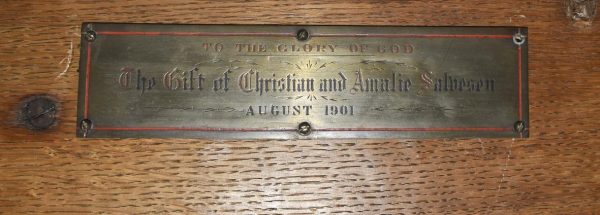 TO THE GLORY OF GOD
The Gift of Christian and Amalie Salvesen
AUGUST 1901